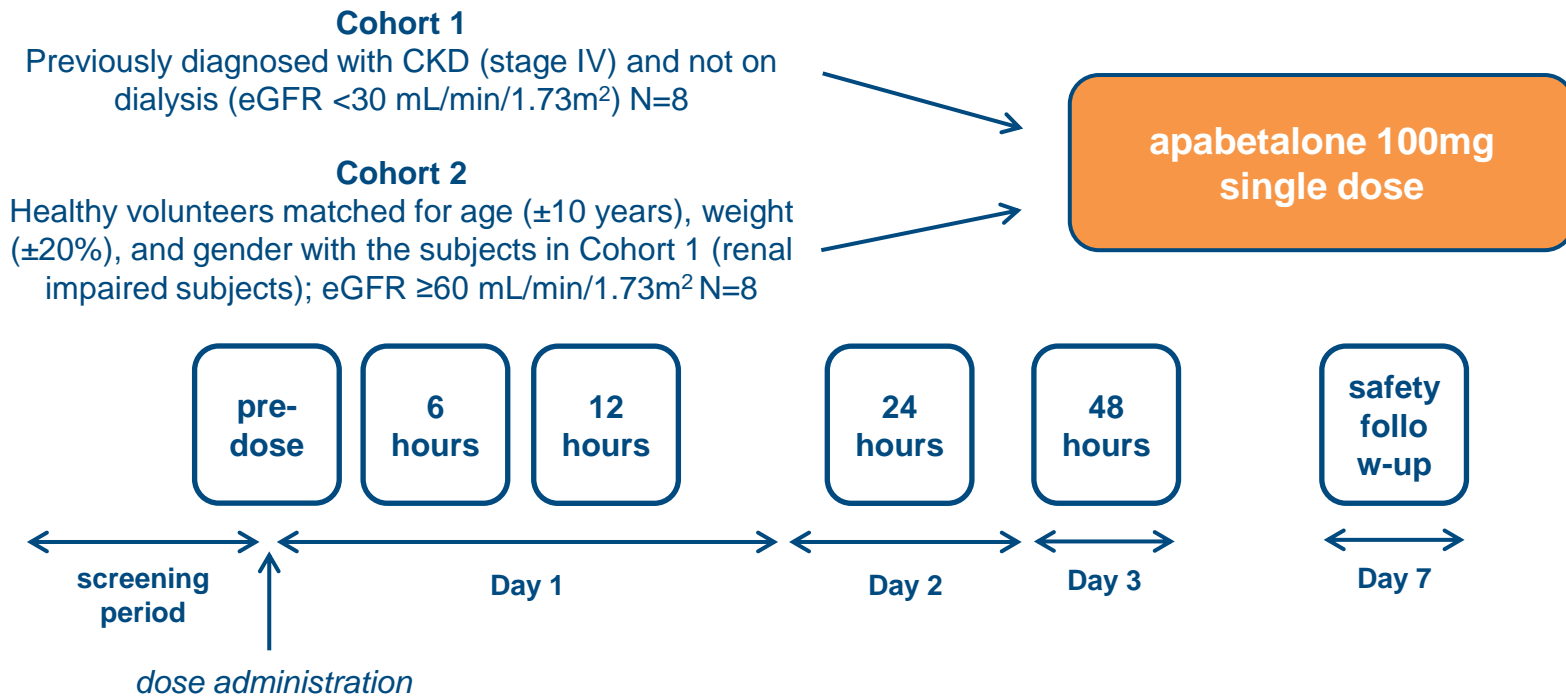 Cohort 1
Previously diagnosed with CKD (stage IV) and not on
dialysis (eGFR <30 mL/min/1.73m²) N=8
apabetalone 100mg
single dose
Cohort 2
Healthy volunteers matched for age (±10 years), weight
(±20%), and gender with the subjects in Cohort 1 (renal
impaired subjects); eGFR ≥60 mL/min/1.73m² N=8
pre-
dose
6
hours
12
hours
24
hours
48
hours
safety
follo
w-up
screening
period
Day 1
Day 2
Day 3
Day 7
dose administration